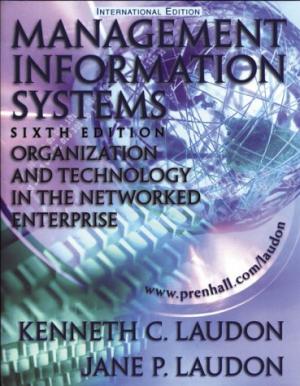 INTERNATIONAL EDITION
MANAGEMENT
INFORMATION
SYSTEMS
SIXTH EDITION
ORGANIZATION
AND TECHNOLOGY
IN THE NETWORKED
ENTERPRISE
www.prenhall.com/laudon
KENNETH C. LAUDON
JANE P. LAUDON